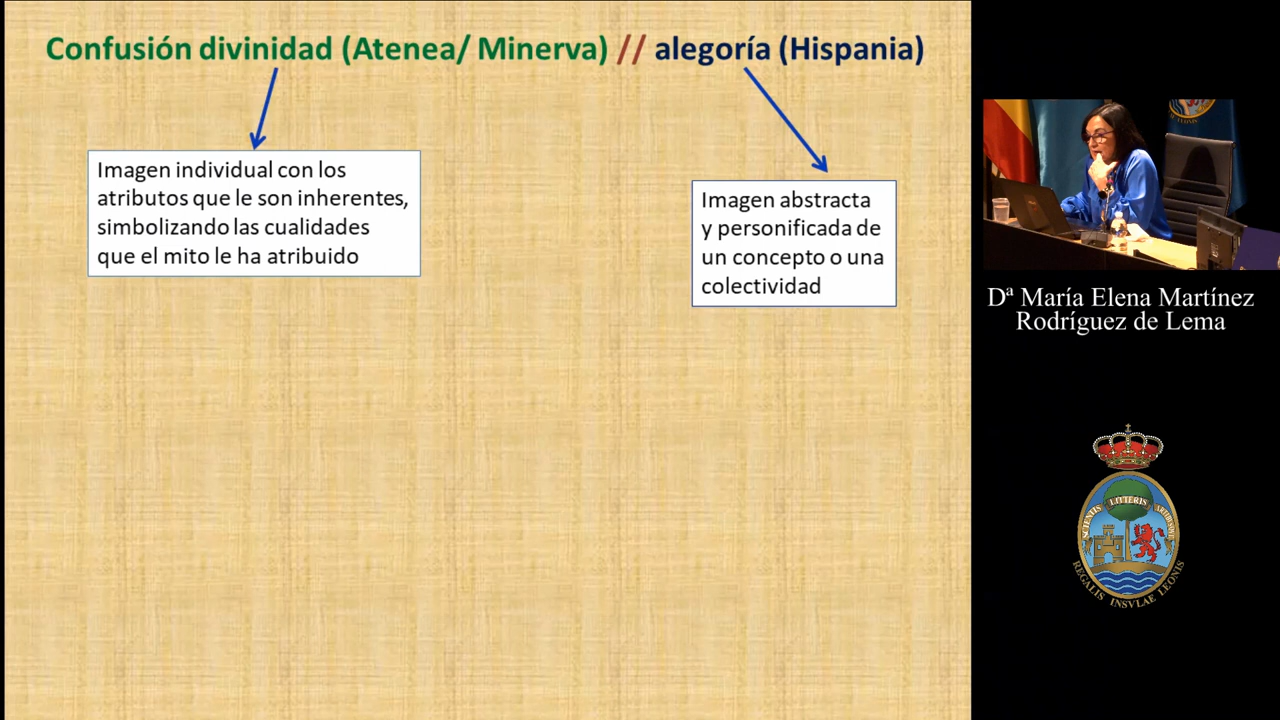 Confusión divinidad (Atenea/ Minerva) // alegoría (Hispania)
Imagen individual con los
atributos que le son inherentes,
simbolizando las cualidades
que el mito le ha atribuido
Imagen abstracta
y personificada de
un concepto o una
colectividad
Dª María Elena Martínez
Rodríguez de Lema
SCIENTIIS LITTERIS ARTIBUSQUE
REGALIS INSVLAE LEONIS